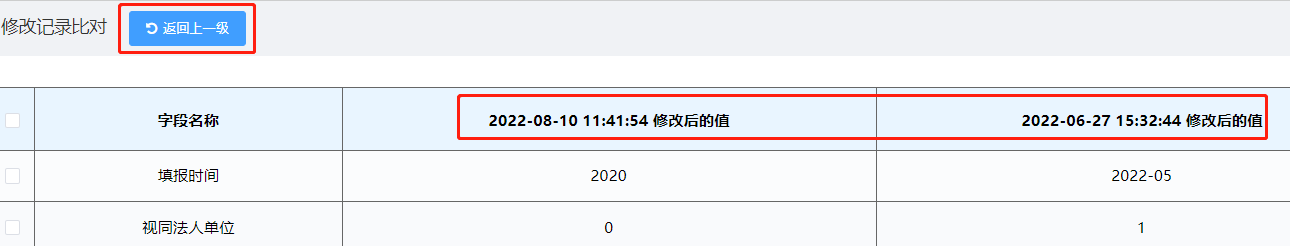 修改记录比对 返回上一级
字段名称 2022-08-10 11:41:54 修改后的值 2022-06-27 15:32:44 修改后的值
填报时间 2020 2022-05
视同法人单位 0 1